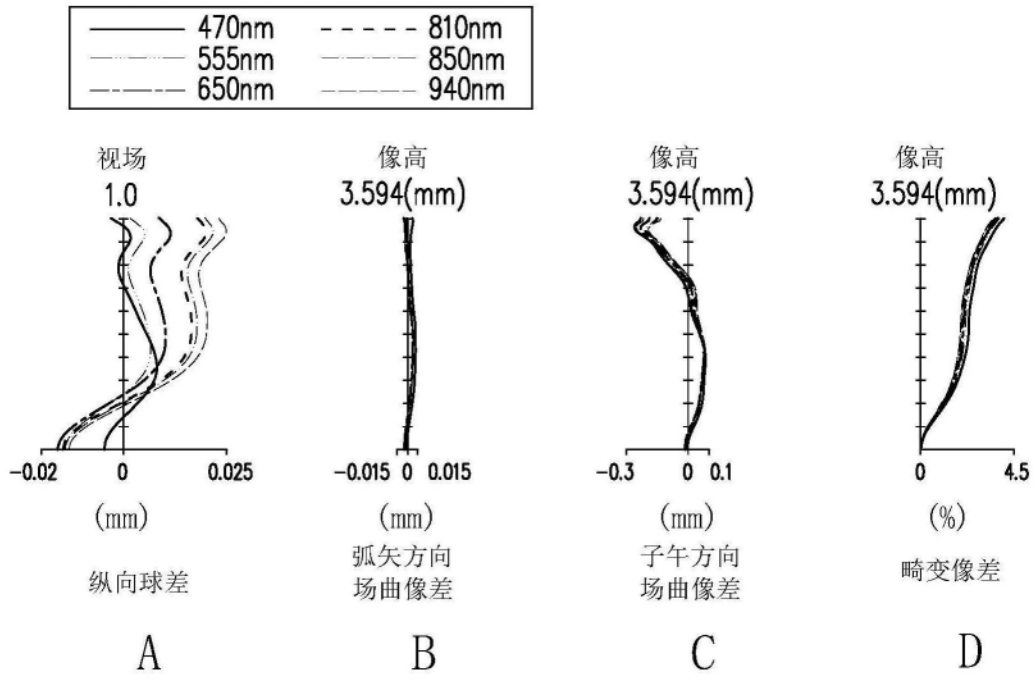 470nm 810nm
555nm 850nm
650nm 940nm
视场
1.0
-0.02 0 0.025
(mm)
纵向球差
A
像高
3.594(mm)
-0.015 0 0.015
(mm)
弧矢方向
场曲像差
B
像高
3.594(mm)
-0.3 0 0.1
(mm)
子午方向
场曲像差
C
像高
3.594(mm)
0 4.5
(%)
畸变像差
D